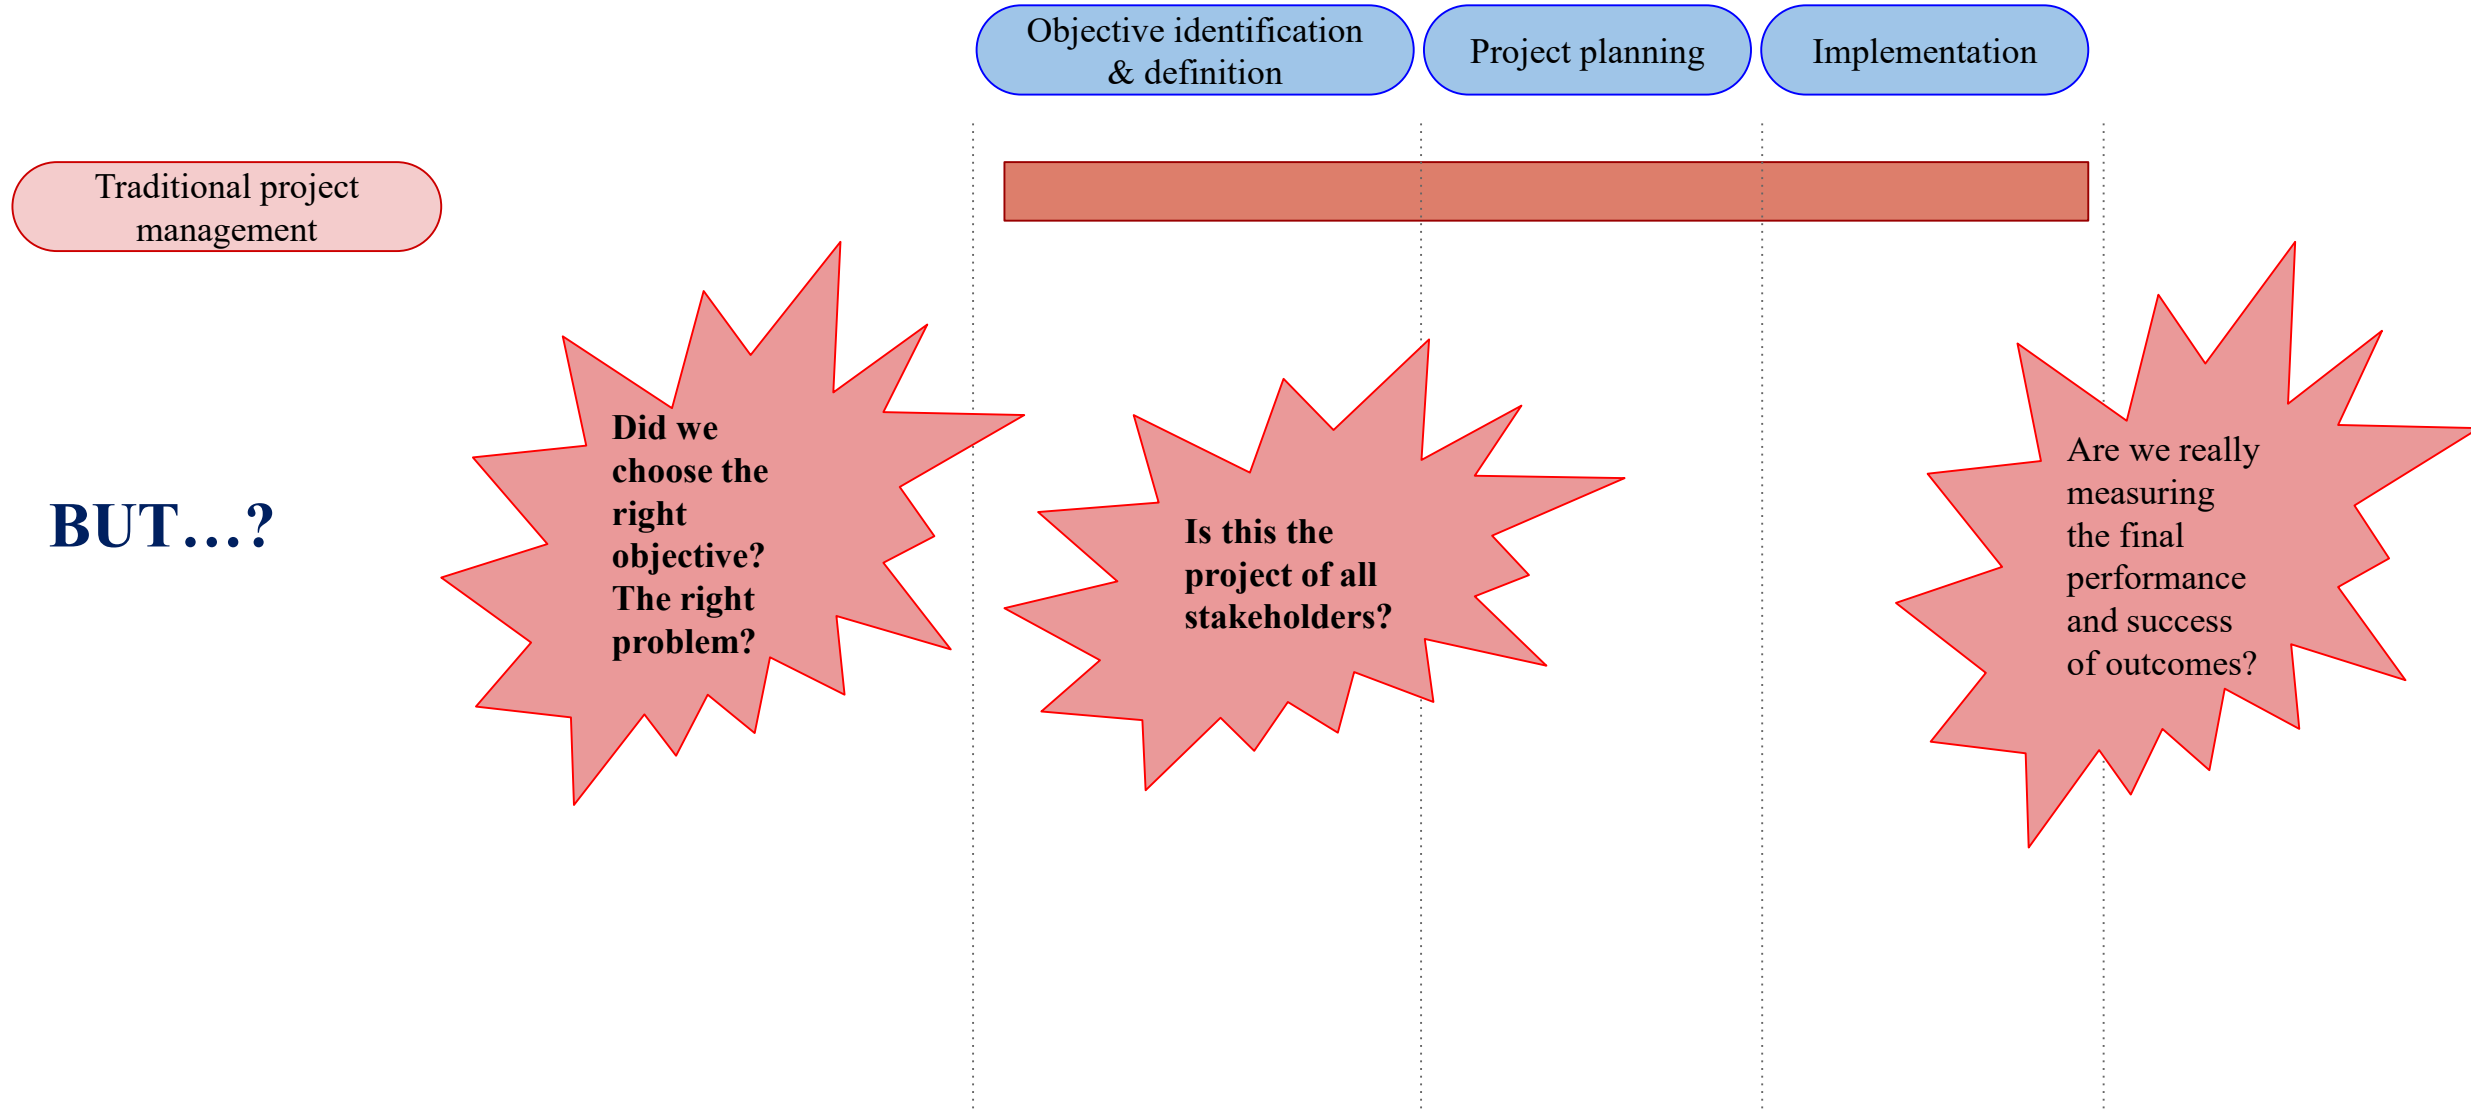 Objective identification
& definition
Project planning
Implementation
Traditional project
management
BUT…?
Did we
choose the
right
objective?
The right
problem?
Is this the
project of all
stakeholders?
Are we really
measuring
the final
performance
and success
of outcomes?